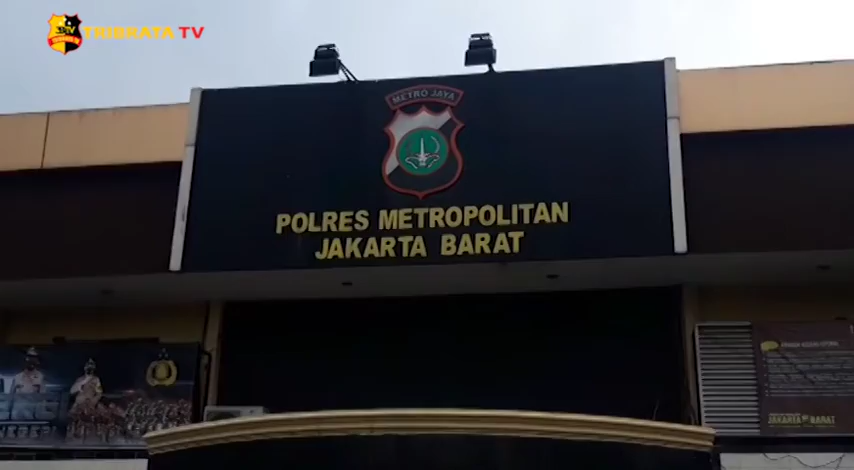 TRIBRATA TV
METRO JAYA
POLRES METROPOLITAN
JAKARTA BARAT
JAKARTA BARAT